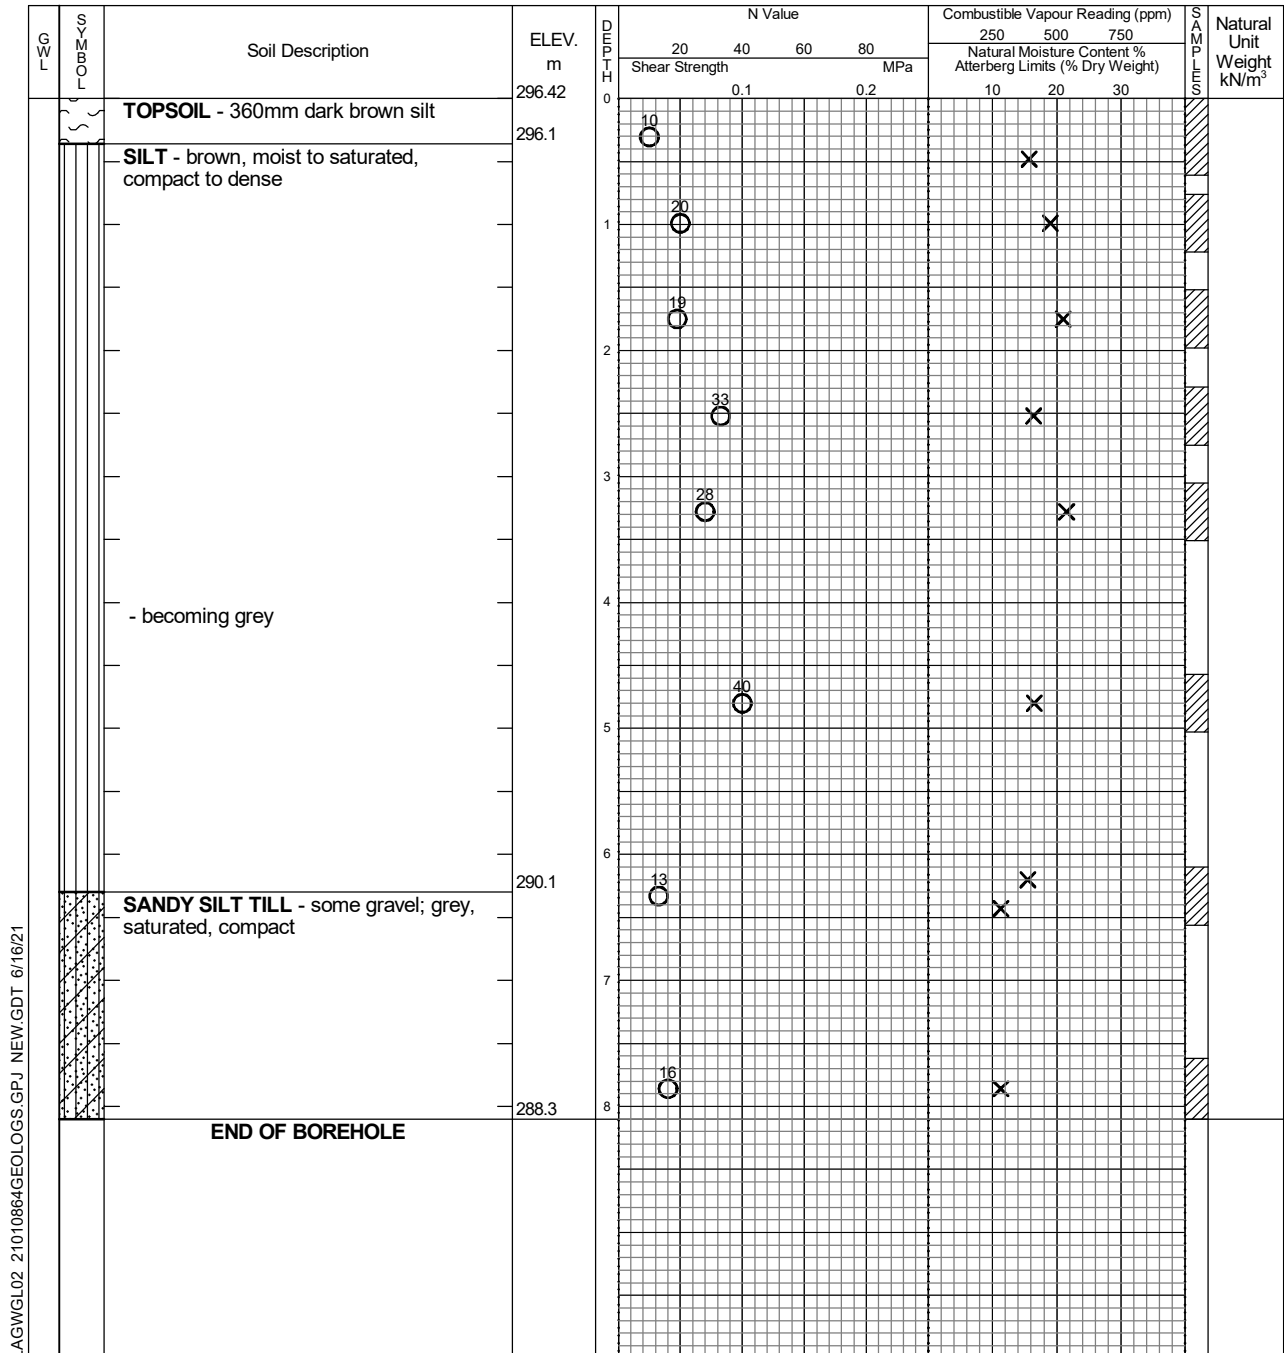 GWL
SYMBOL
Soil Description
ELEV.
m
DEPTH
N Value
20 40 60 80
Shear Strength MPa
0.1 0.2
Combustible Vapour Reading (ppm)
250 500 750
Natural Moisture Content %
Atterberg Limits (% Dry Weight)
10 20 30
SAMPLES
Natural
Unit
Weight
kN/m³
296.42
0
TOPSOIL - 360mm dark brown silt
10
296.1
SILT - brown, moist to saturated,
compact to dense
20
1
19
2
33
3
28
4
- becoming grey
40
5
6
290.1
13
SANDY SILT TILL - some gravel; grey,
saturated, compact
7
16
288.3
8
END OF BOREHOLE
AGWGL02 21010864GEOLOGS.GPJ NEW.GDT 6/16/21